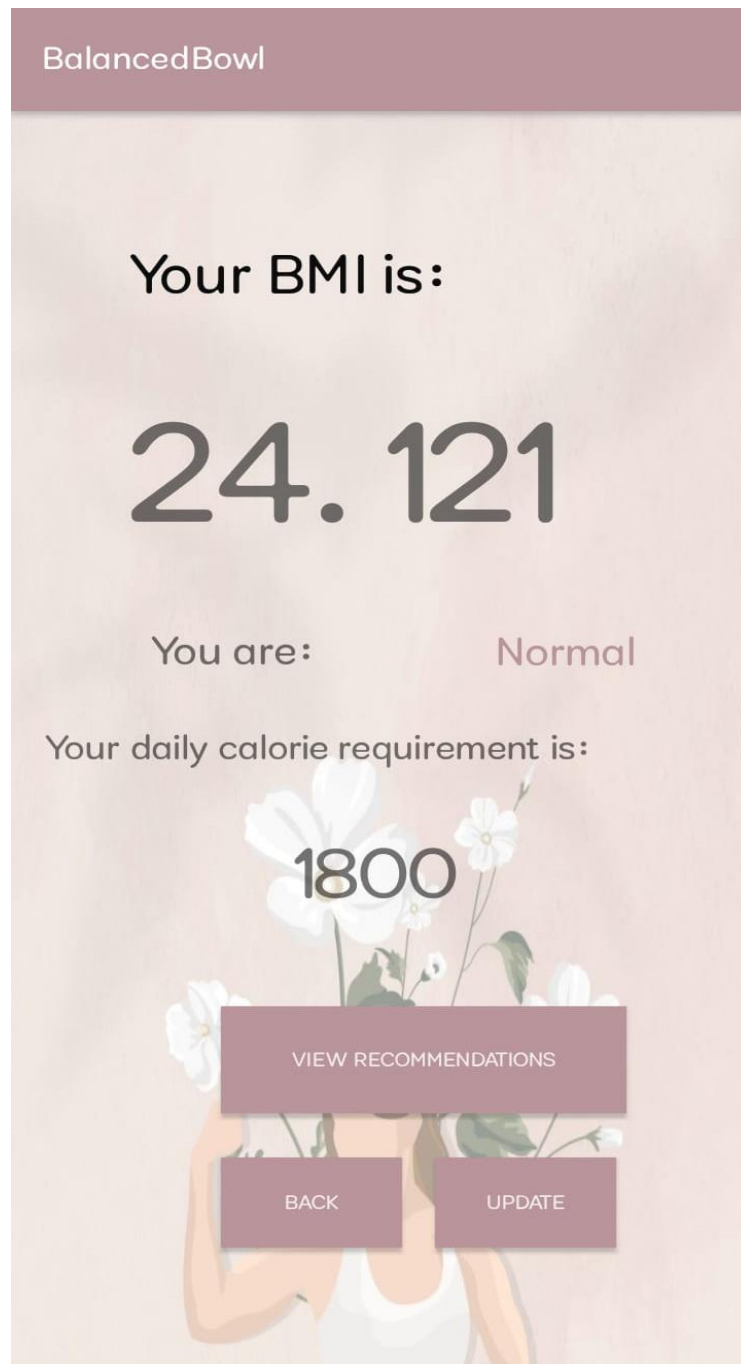 BalancedBowl
Your BMI is:
24.121
You are: Normal
Your daily calorie requirement is:
1800
VIEW RECOMMENDATIONS
BACK UPDATE